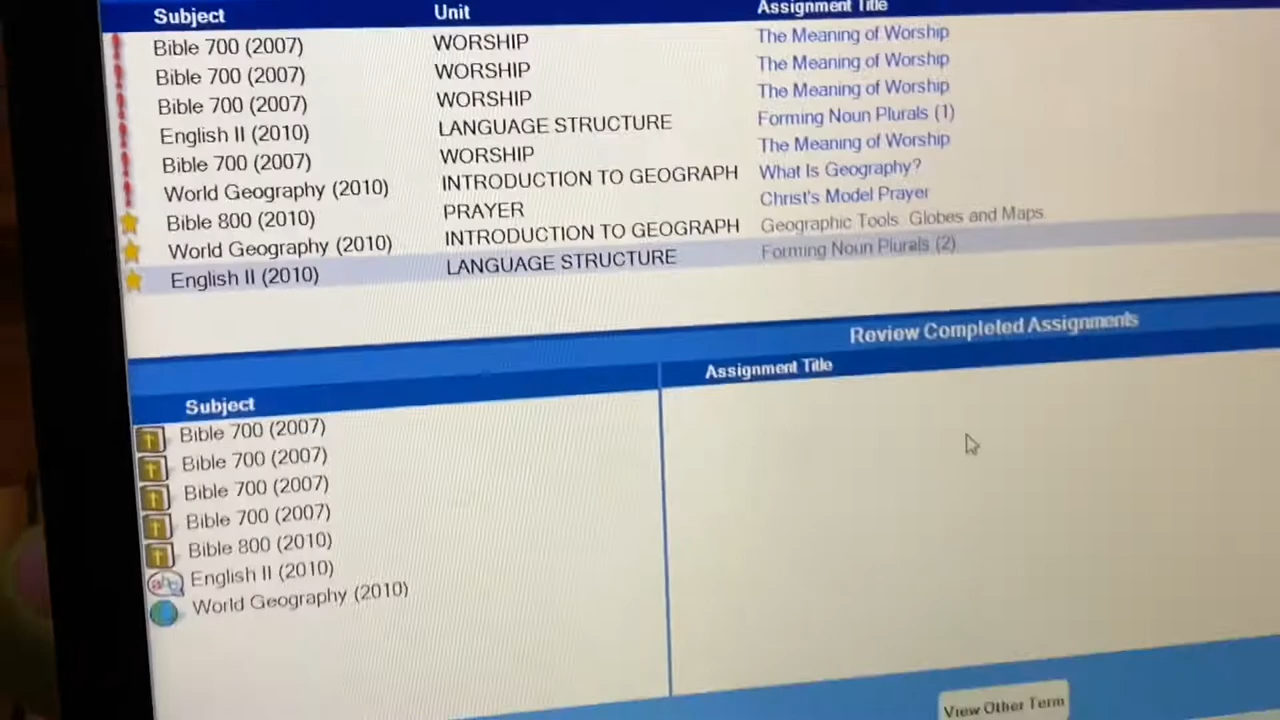 Subject Unit Assignment Title
Bible 700 (2007) WORSHIP The Meaning of Worship
Bible 700 (2007) WORSHIP The Meaning of Worship
Bible 700 (2007) WORSHIP The Meaning of Worship
English II (2010) LANGUAGE STRUCTURE Forming Noun Plurals (1)
Bible 700 (2007) WORSHIP The Meaning of Worship
World Geography (2010) INTRODUCTION TO GEOGRAPH What Is Geography?
Bible 800 (2010) PRAYER Christ's Model Prayer
World Geography (2010) INTRODUCTION TO GEOGRAPH Geographic Tools: Globes and Maps
English II (2010) LANGUAGE STRUCTURE Forming Noun Plurals (2)
Review Completed Assignments
Subject Assignment Title
Bible 700 (2007)
Bible 700 (2007)
Bible 700 (2007)
Bible 700 (2007)
Bible 800 (2010)
abc English II (2010)
World Geography (2010)
View Other Term